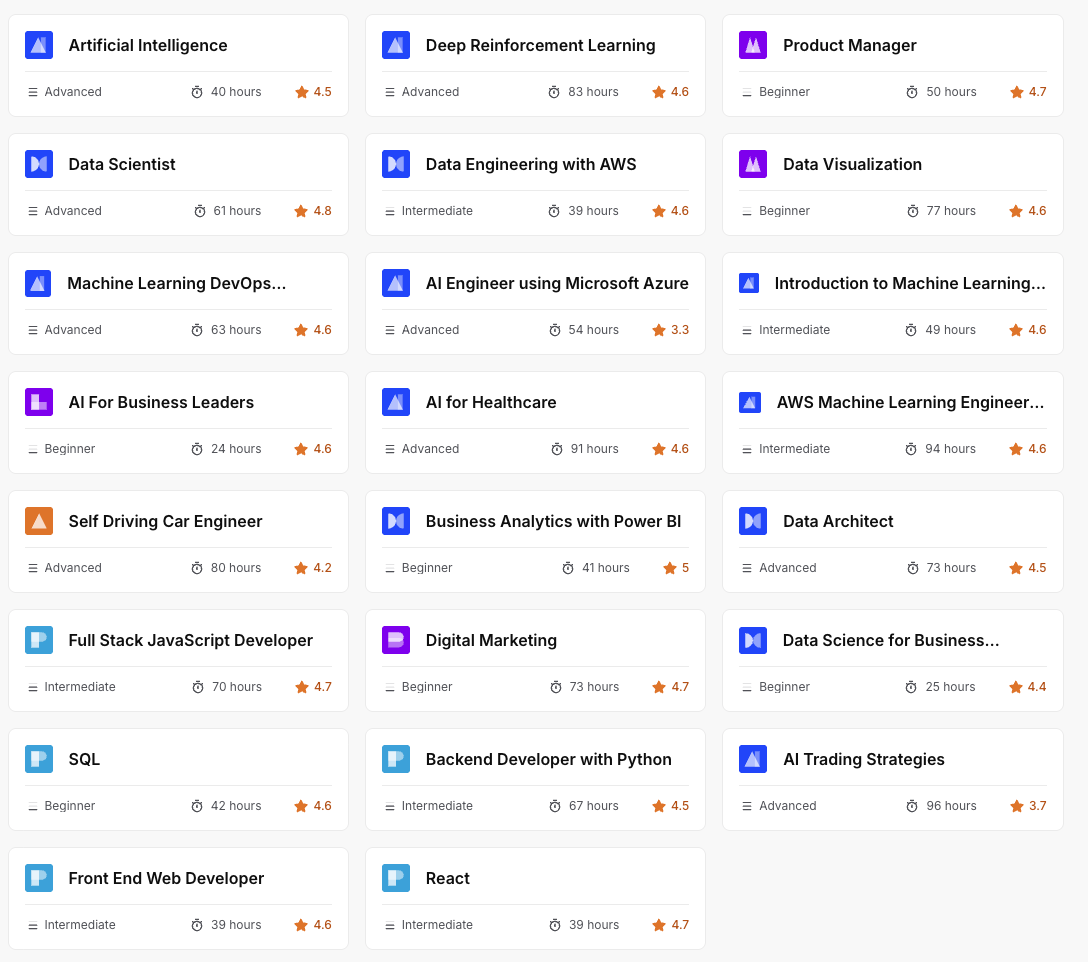 Artificial Intelligence
Advanced 40 hours 4.5
Deep Reinforcement Learning
Advanced 83 hours 4.6
Product Manager
Beginner 50 hours 4.7
Data Scientist
Advanced 61 hours 4.8
Data Engineering with AWS
Intermediate 39 hours 4.6
Data Visualization
Beginner 77 hours 4.6
Machine Learning DevOps...
Advanced 63 hours 4.6
AI Engineer using Microsoft Azure
Advanced 54 hours 3.3
Introduction to Machine Learning...
Intermediate 49 hours 4.6
AI For Business Leaders
Beginner 24 hours 4.6
AI for Healthcare
Advanced 91 hours 4.6
AWS Machine Learning Engineer...
Intermediate 94 hours 4.6
Self Driving Car Engineer
Advanced 80 hours 4.2
Business Analytics with Power BI
Beginner 41 hours 5
Data Architect
Advanced 73 hours 4.5
Full Stack JavaScript Developer
Intermediate 70 hours 4.7
Digital Marketing
Beginner 73 hours 4.7
Data Science for Business...
Beginner 25 hours 4.4
SQL
Beginner 42 hours 4.6
Backend Developer with Python
Intermediate 67 hours 4.5
AI Trading Strategies
Advanced 96 hours 3.7
Front End Web Developer
Intermediate 39 hours 4.6
React
Intermediate 39 hours 4.7